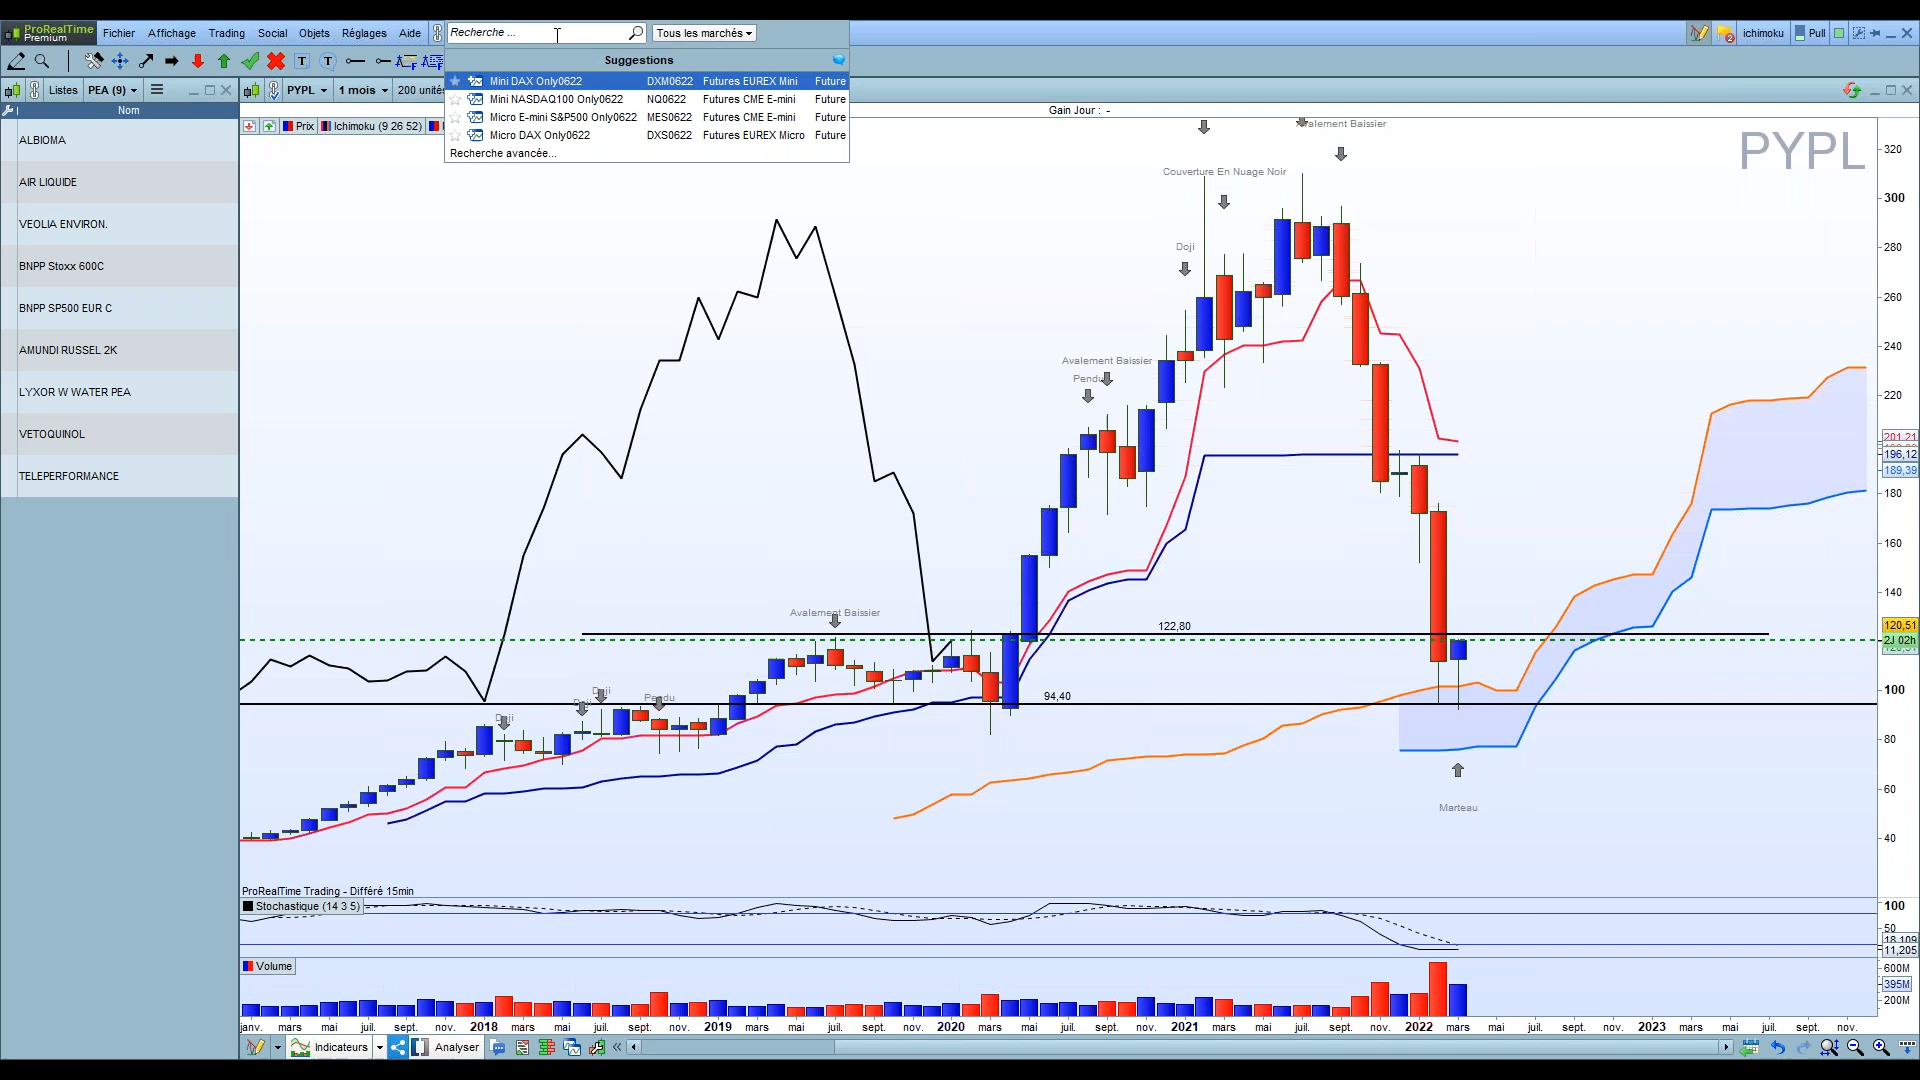 ProRealTime
Premium
Fichier Affichage Trading Social Objets Réglages Aide
Recherche ...
Tous les marchés
2 ichimoku Pull
Suggestions
Mini DAX Only0622 DXM0622 Futures EUREX Mini Future
Mini NASDAQ100 Only0622 NQ0622 Futures CME E-mini Future
Micro E-mini S&P500 Only0622 MES0622 Futures CME E-mini Future
Micro DAX Only0622 DXS0622 Futures EUREX Micro Future
Recherche avancée...
Listes PEA (9)
PYPL 1 mois 200 unités
Nom
Gain Jour : -
Prix Ichimoku (9 26 52)
PYPL
ALBIOMA
AIR LIQUIDE
VEOLIA ENVIRON.
BNPP Stoxx 600C
BNPP SP500 EUR C
AMUNDI RUSSEL 2K
LYXOR W WATER PEA
VETOQUINOL
TELEPERFORMANCE
Avalement Baissier
Couverture En Nuage Noir
Doji
Avalement Baissier
Pendu
Avalement Baissier
122,80
Doji
Doji
Pendu
94,40
Doji
Marteau
320
300
280
260
240
220
201,21
196,12
189,39
180
160
140
120,51
2J 02h
100
80
60
40
ProRealTime Trading - Différé 15min
Stochastique (14 3 5)
100
50
18,109
11,205
Volume
600M
395M
200M
janv. mars mai juil. sept. nov. 2018 mars mai juil. sept. nov. 2019 mars mai juil. sept. nov. 2020 mars mai juil. sept. nov. 2021 mars mai juil. sept. nov. 2022 mars mai juil. sept. nov. 2023 mars mai juil. sept. nov.
Indicateurs Analyser